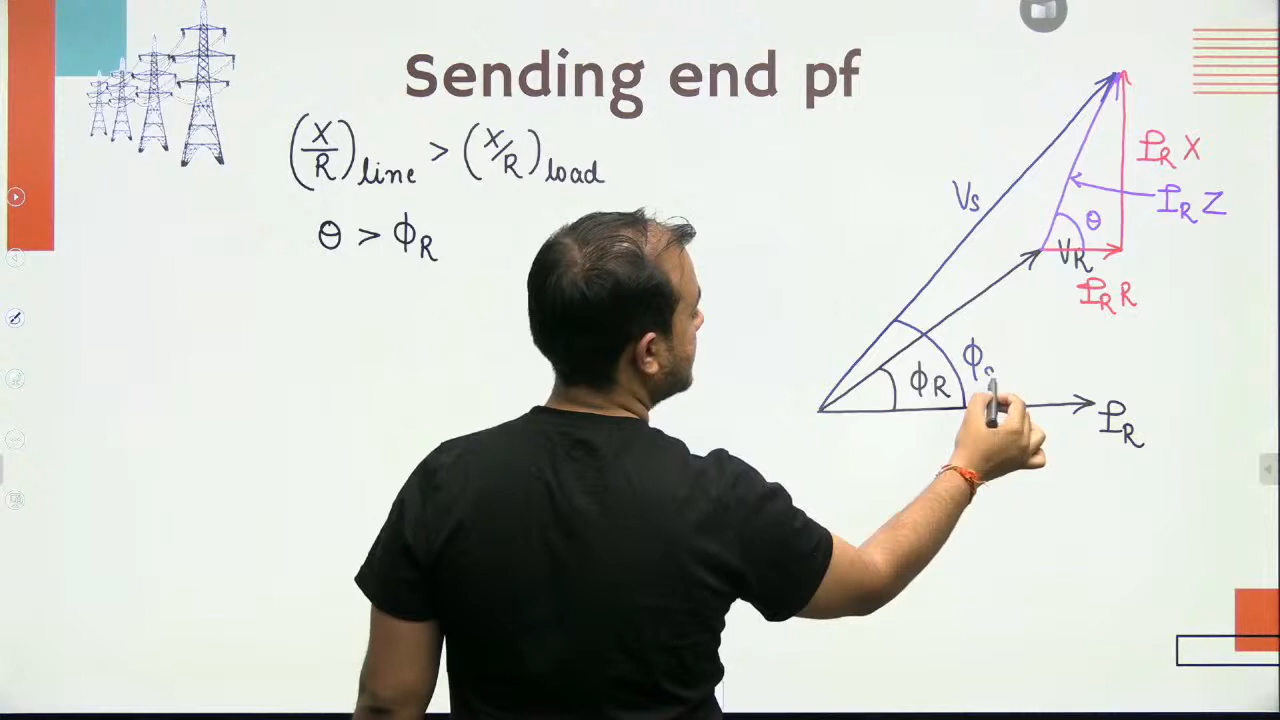 Sending end pf
(X/R)line > (X/R)load
θ > ϕR
Vs
IR X
IR Z
θ
VR
IR R
ϕR
ϕ
IR